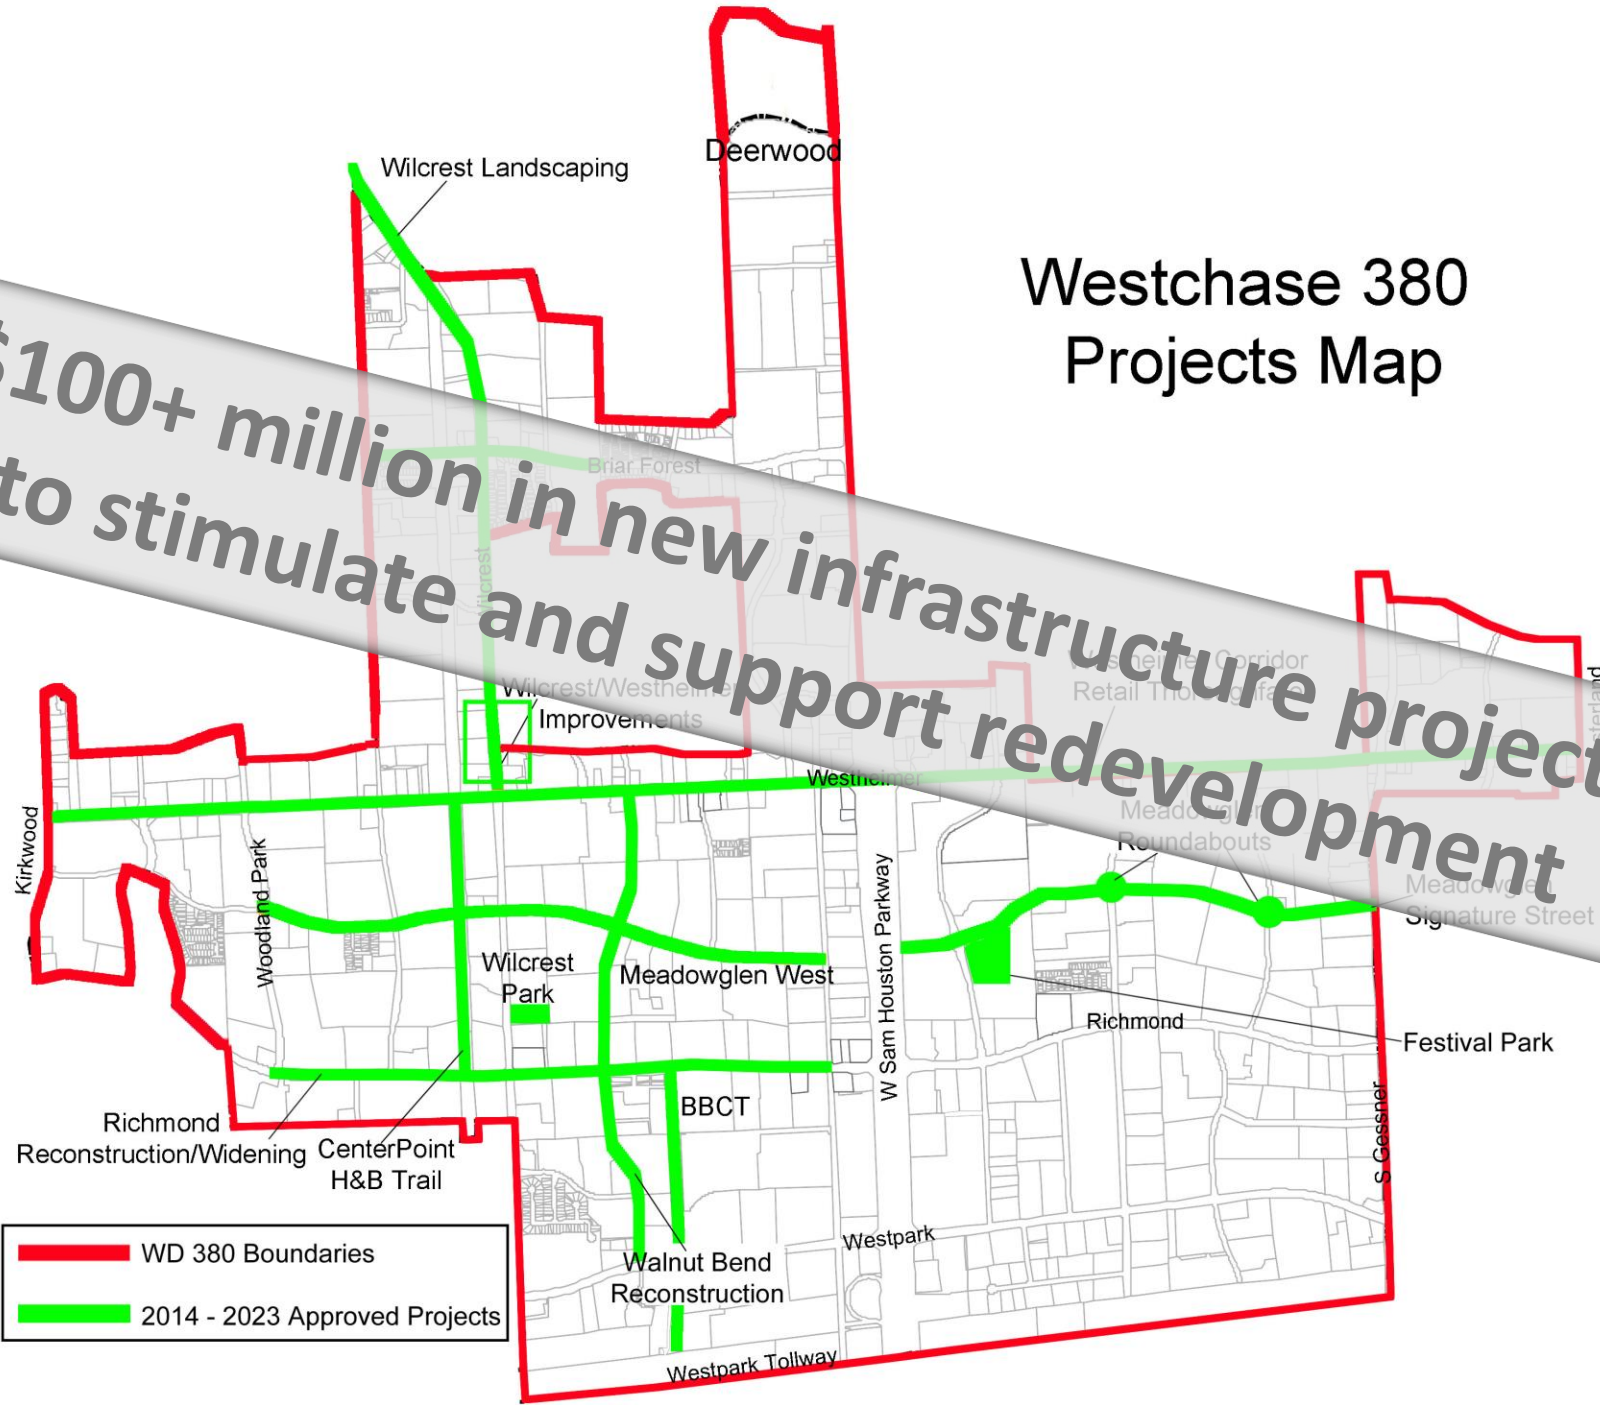 Wilcrest Landscaping
Deerwood
Westchase 380
Projects Map
$100+ million in new infrastructure project
to stimulate and support redevelopment
Briar Forest
Wilcrest
Wilcrest/Westheimer
Improvements
Westheimer Corridor
Retail Thoroughfare
Westheimer
Meadowglen
Roundabouts
Meadowglen
Signature Street
Kirkwood
Woodland Park
Wilcrest
Park
Meadowglen West
W Sam Houston Parkway
Richmond
Festival Park
S Gessner
BBCT
Richmond
Reconstruction/Widening
CenterPoint
H&B Trail
Westpark
Walnut Bend
Reconstruction
Westpark Tollway
WD 380 Boundaries
2014 - 2023 Approved Projects